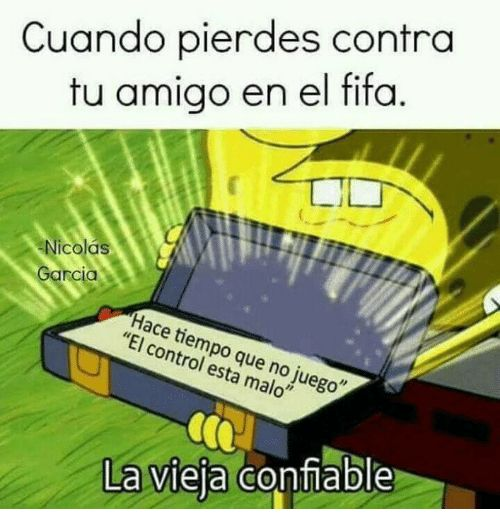 Cuando pierdes contra
tu amigo en el fifa.
-Nicolás
Garcia
"Hace tiempo que no juego"
"El control esta malo"
La vieja confiable